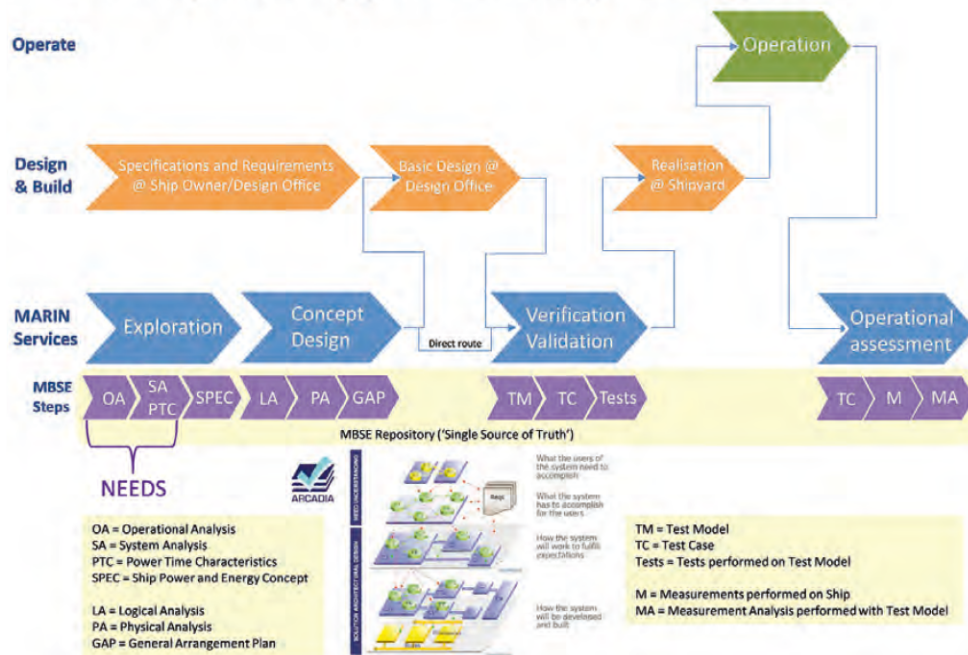 Operate
Operation
Design
& Build
Specifications and Requirements
@ Ship Owner/Design Office
Basic Design @
Design Office
Realisation
@ Shipyard
MARIN
Services
Exploration
Concept
Design
Direct route
Verification
Validation
Operational
assessment
MBSE
Steps
OA
SA
PTC
SPEC
LA
PA
GAP
TM
TC
Tests
TC
M
MA
MBSE Repository ('Single Source of Truth')
NEEDS
ARCADIA
NEED UNDERSTANDING
SOLUTION ARCHITECTURAL DESIGN
What the users
of the system need to
accomplish
What the system
has to accomplish
for the users
How the system
will work to fulfill
expectations
How the system
will be developed
and built
OA = Operational Analysis
SA = System Analysis
PTC = Power Time Characteristics
SPEC = Ship Power and Energy Concept
LA = Logical Analysis
PA = Physical Analysis
GAP = General Arrangement Plan
TM = Test Model
TC = Test Case
Tests = Tests performed on Test Model
M = Measurements performed on Ship
MA = Measurement Analysis performed with Test Model